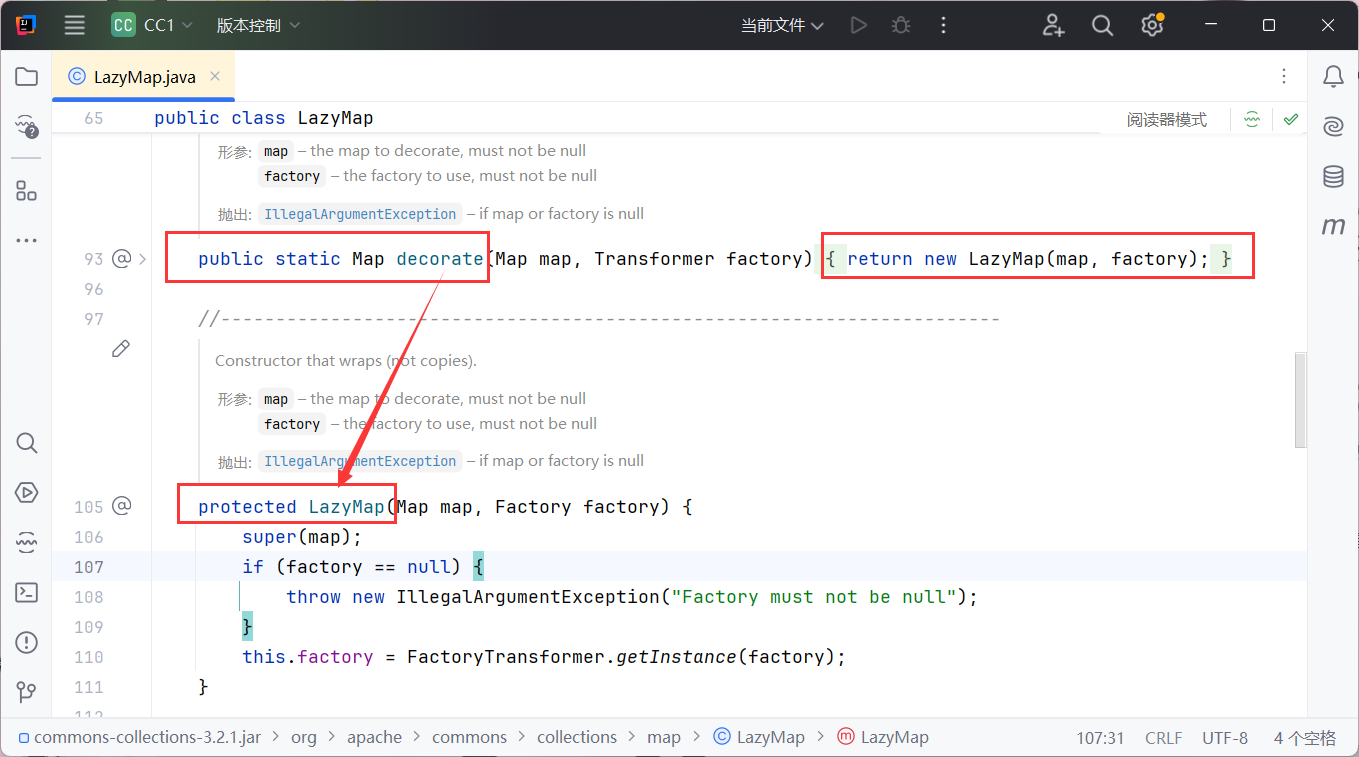 CC CC1 版本控制 当前文件
LazyMap.java
65 public class LazyMap 阅读器模式
形参: map – the map to decorate, must not be null
factory – the factory to use, must not be null
抛出: IllegalArgumentException – if map or factory is null
93 @ public static Map decorate(Map map, Transformer factory) { return new LazyMap(map, factory); }
96
97 //-----------------------------------------------------------------------
Constructor that wraps (not copies).
形参: map – the map to decorate, must not be null
factory – the factory to use, must not be null
抛出: IllegalArgumentException – if map or factory is null
105 @ protected LazyMap(Map map, Factory factory) {
106 super(map);
107 if (factory == null) {
108 throw new IllegalArgumentException("Factory must not be null");
109 }
110 this.factory = FactoryTransformer.getInstance(factory);
111 }
112
commons-collections-3.2.1.jar > org > apache > commons > collections > map > LazyMap > LazyMap 107:31 CRLF UTF-8 4 个空格